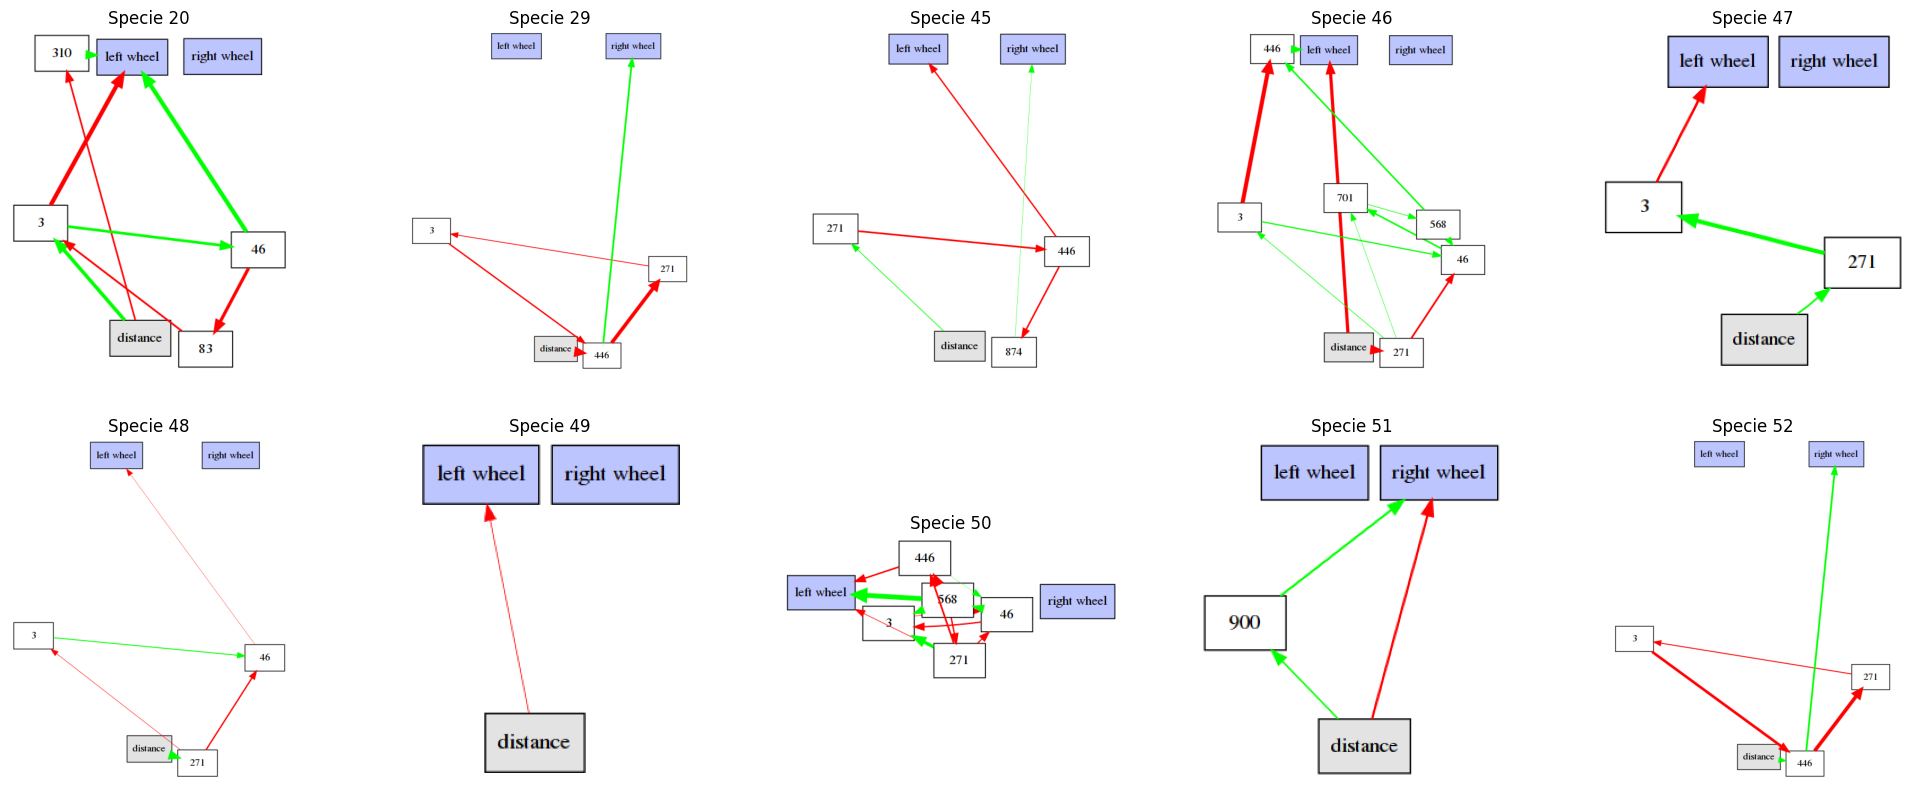 Specie 20
310
left wheel
right wheel
3
46
distance
83
Specie 29
left wheel
right wheel
3
271
distance
446
Specie 45
left wheel
right wheel
271
446
distance
874
Specie 46
446
left wheel
right wheel
701
3
568
46
distance
271
Specie 47
left wheel
right wheel
3
271
distance
Specie 48
left wheel
right wheel
3
46
distance
271
Specie 49
left wheel
right wheel
distance
Specie 50
446
left wheel
568
right wheel
46
3
271
Specie 51
left wheel
right wheel
900
distance
Specie 52
left wheel
right wheel
3
271
distance
446